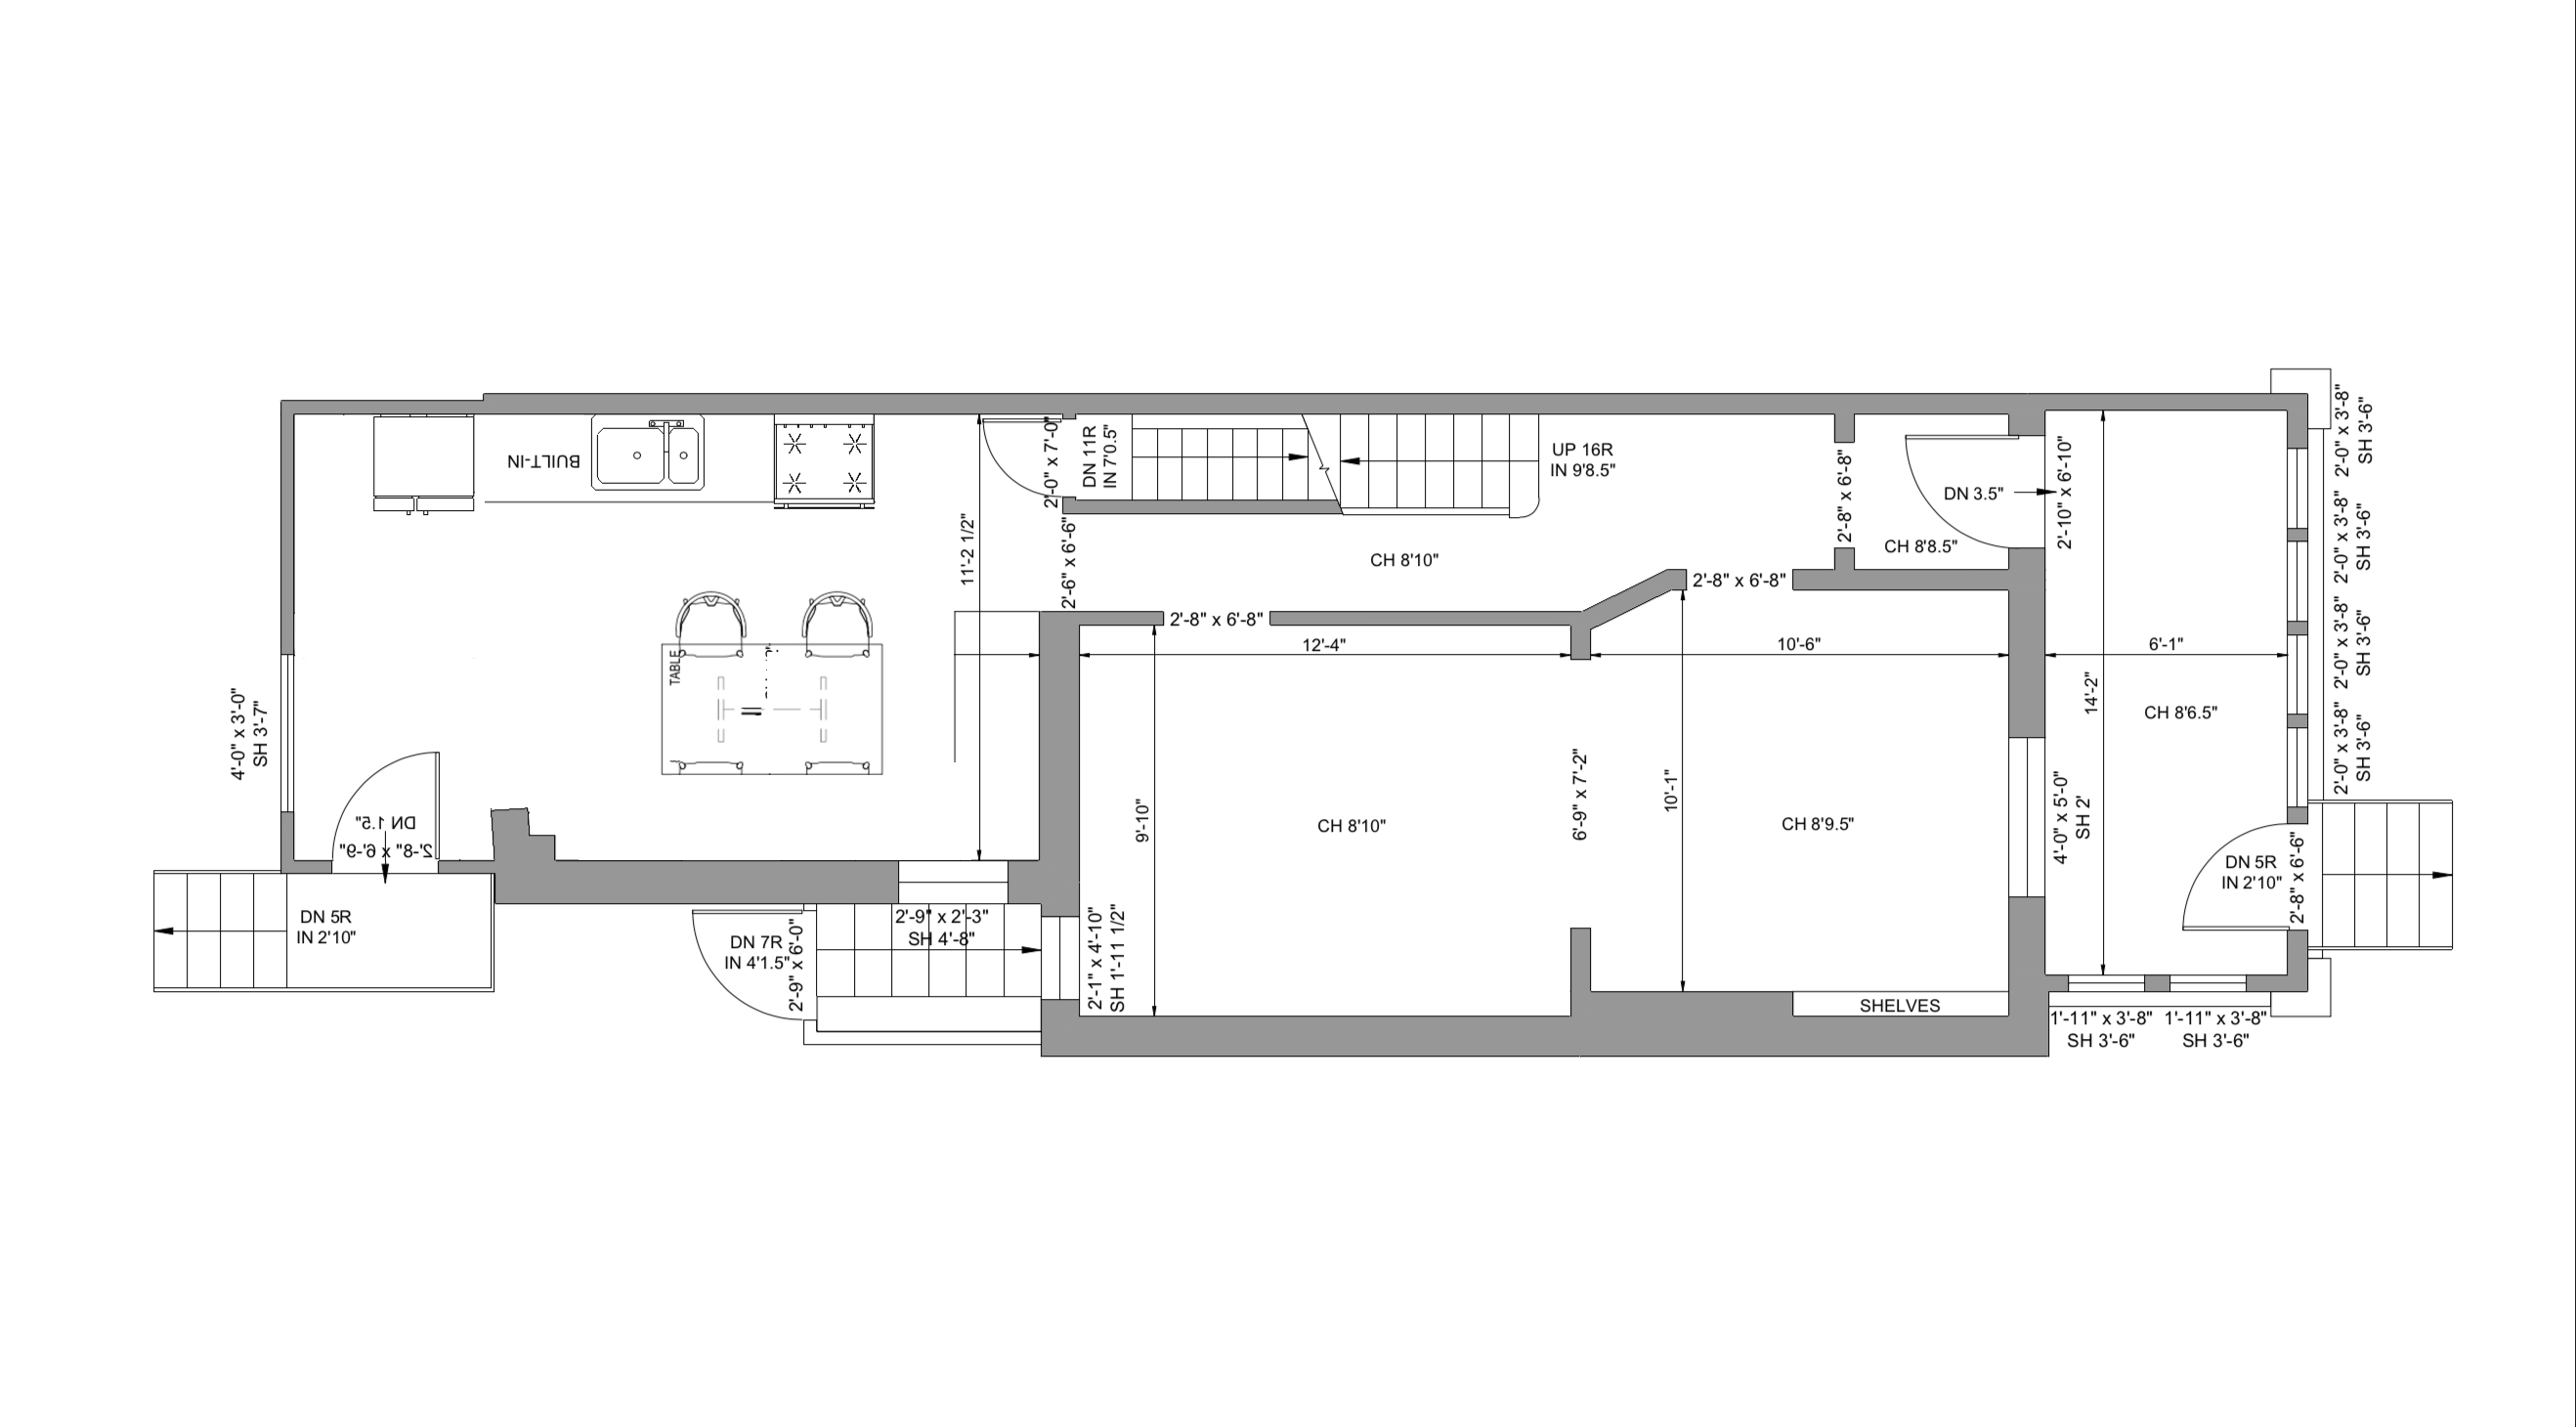 BUILT-IN
TABLE
11'-2 1/2"
4'-0" x 3'-0"
SH 3'-7"
DN 1.5"
2'-8" x 6'-9"
DN 5R
IN 2'10"
DN 7R
IN 4'1.5"
2'-9" x 6'-0"
2'-9" x 2'-3"
SH 4'-8"
2'-0" x 7'-0"
DN 11R
IN 7'0.5"
2'-6" x 6'-6"
UP 16R
IN 9'8.5"
CH 8'10"
2'-8" x 6'-8"
12'-4"
9'-10"
CH 8'10"
2'-1" x 4'-10"
SH 1'-11 1/2"
6'-9" x 7'-2"
2'-8" x 6'-8"
10'-6"
10'-1"
CH 8'9.5"
SHELVES
2'-8" x 6'-8"
CH 8'8.5"
DN 3.5"
2'-10" x 6'-10"
4'-0" x 5'-0"
SH 2'
6'-1"
14'-2"
CH 8'6.5"
DN 5R
IN 2'10"
2'-8" x 6'-6"
2'-0" x 3'-8"
SH 3'-6"
2'-0" x 3'-8"
SH 3'-6"
2'-0" x 3'-8"
SH 3'-6"
2'-0" x 3'-8"
SH 3'-6"
1'-11" x 3'-8"
SH 3'-6"
1'-11" x 3'-8"
SH 3'-6"